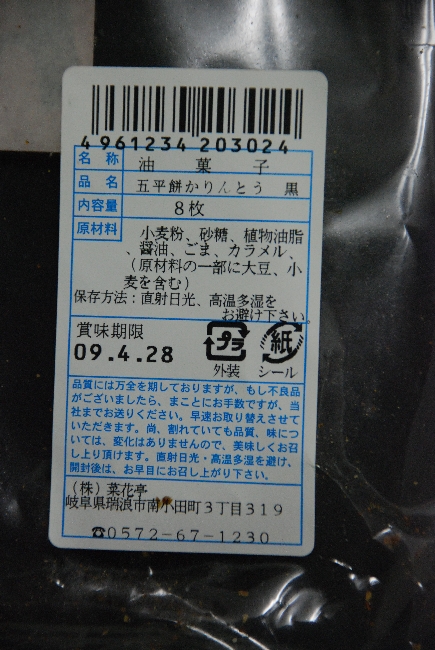 4 961234 203024
名称 油菓子
品名 五平餅かりんとう 黒
内容量 8枚
原材料 小麦粉、砂糖、植物油脂
、醤油、ごま、カラメル、
(原材料の一部に大豆、小
麦を含む)
保存方法:直射日光、高温多湿を
お避け下さい。
賞味期限
09.4.28
プラ 紙
外装 シール
品質には万全を期しておりますが、もし不良品
がございましたら、まことにお手数ですが、当
社までお送りください。早速お取り替えさせて
いただきます。尚、割れていても品質、味につ
いては、変化はありませんので、美味しくお召
し上り頂けます。直射日光・高温多湿を避け、
開封後は、お早目にお召し上がり下さい。
(株)菜花亭
岐阜県瑞浪市南小田町3丁目319
☎0572-67-1230